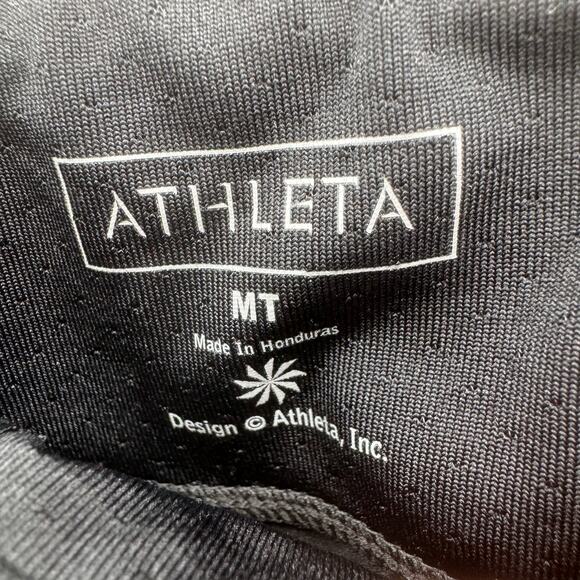 ATHLETA
MT
Made In Honduras
Design © Athleta, Inc.